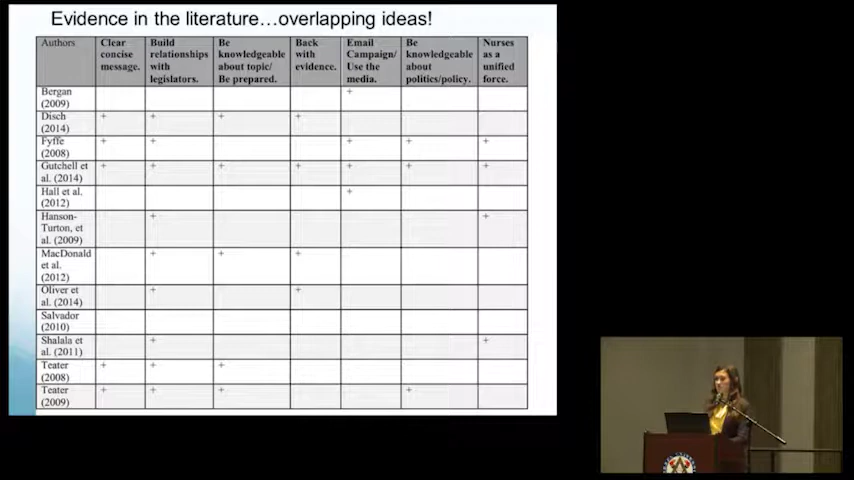 Evidence in the literature…overlapping ideas!
Authors Clear concise message. Build relationships with legislators. Be knowledgeable about topic/ Be prepared. Back with evidence. Email Campaign/ Use the media. Be knowledgeable about politics/policy. Nurses as a unified force.
Bergan (2009) +
Disch (2014) + + + +
Fyffe (2008) + + + + +
Gutchell et al. (2014) + + + + + + +
Hall et al. (2012) +
Hanson-Turton, et al. (2009) + +
MacDonald et al. (2012) + + +
Oliver et al. (2014) + +
Salvador (2010)
Shalala et al. (2011) + +
Teater (2008) + + +
Teater (2009) + + + +